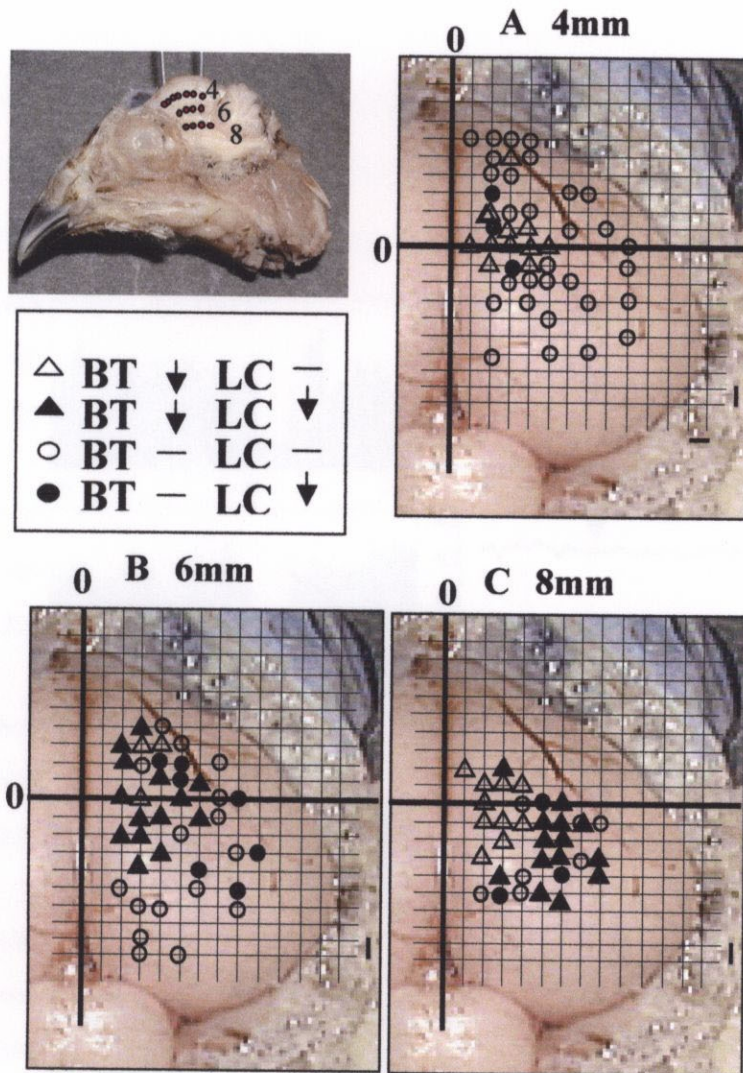 A 4mm
0
4
6
8
0
△ BT ↓ LC —
▲ BT ↓ LC ↓
○ BT — LC —
● BT — LC ↓
B 6mm
0
0
C 8mm
0